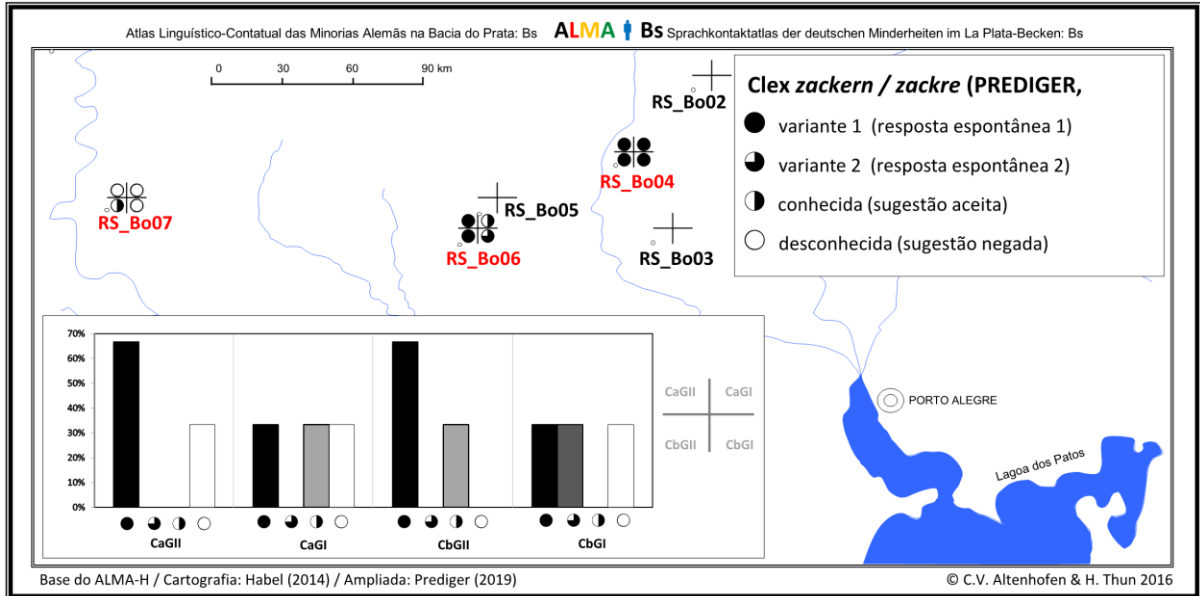 Atlas Linguístico-Contatual das Minorias Alemãs na Bacia do Prata: Bs ALMA Bs Sprachkontaktatlas der deutschen Minderheiten im La Plata-Becken: Bs
0 30 60 90 km
RS_Bo02
RS_Bo04
RS_Bo07
RS_Bo05
RS_Bo06
RS_Bo03
Clex zackern / zackre (PREDIGER,
variante 1 (resposta espontânea 1)
variante 2 (resposta espontânea 2)
conhecida (sugestão aceita)
desconhecida (sugestão negada)
70%
60%
50%
40%
30%
20%
10%
0%
CaGII CaGI CbGII CbGI
CaGII CaGI
CbGII CbGI
PORTO ALEGRE
Lagoa dos Patos
Base do ALMA-H / Cartografia: Habel (2014) / Ampliada: Prediger (2019)
© C.V. Altenhofen & H. Thun 2016